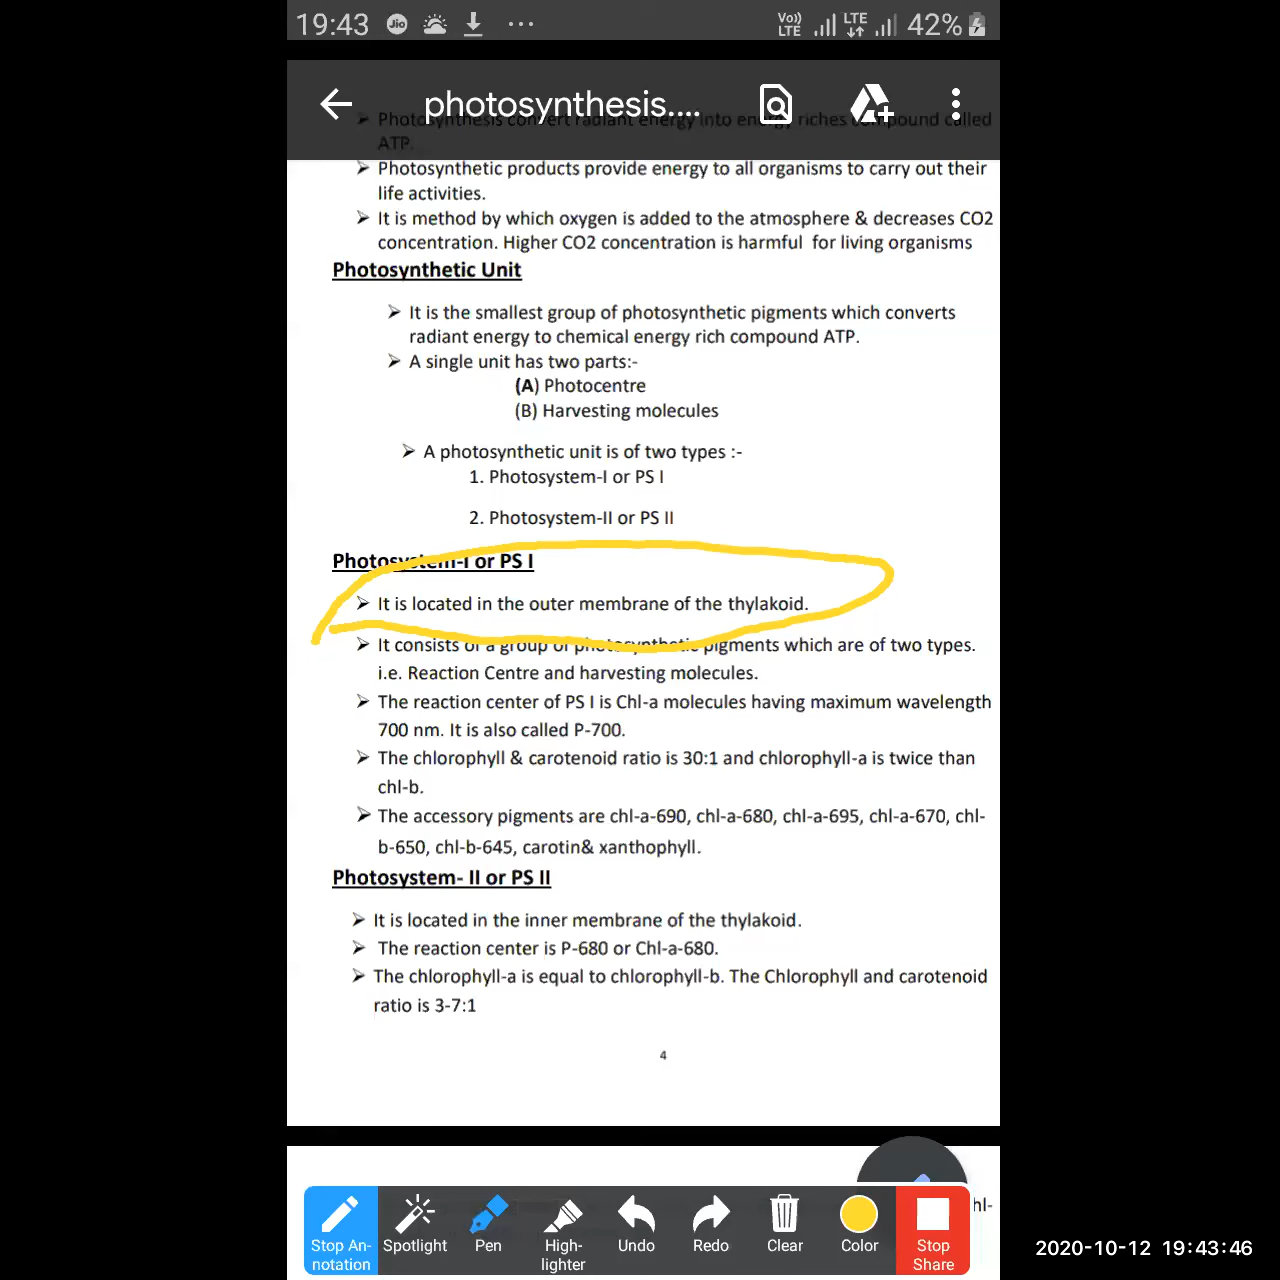 19:43 Jio ... Vo)) LTE LTE 42%
photosynthesis....
➤ Photosynthesis convert radiant energy into energy riches compound called
ATP.
➤ Photosynthetic products provide energy to all organisms to carry out their
life activities.
➤ It is method by which oxygen is added to the atmosphere & decreases CO2
concentration. Higher CO2 concentration is harmful for living organisms
Photosynthetic Unit
➤ It is the smallest group of photosynthetic pigments which converts
radiant energy to chemical energy rich compound ATP.
➤ A single unit has two parts:-
(A) Photocentre
(B) Harvesting molecules
➤ A photosynthetic unit is of two types :-
1. Photosystem-I or PS I
2. Photosystem-II or PS II
Photosystem-I or PS I
➤ It is located in the outer membrane of the thylakoid.
➤ It consists of a group of photosynthetic pigments which are of two types.
i.e. Reaction Centre and harvesting molecules.
➤ The reaction center of PS I is Chl-a molecules having maximum wavelength
700 nm. It is also called P-700.
➤ The chlorophyll & carotenoid ratio is 30:1 and chlorophyll-a is twice than
chl-b.
➤ The accessory pigments are chl-a-690, chl-a-680, chl-a-695, chl-a-670, chl-
b-650, chl-b-645, carotin& xanthophyll.
Photosystem- II or PS II
➤ It is located in the inner membrane of the thylakoid.
➤ The reaction center is P-680 or Chl-a-680.
➤ The chlorophyll-a is equal to chlorophyll-b. The Chlorophyll and carotenoid
ratio is 3-7:1
4
hl-
Stop An-
notation
Spotlight
Pen
High-
lighter
Undo
Redo
Clear
Color
Stop
Share
2020-10-12 19:43:46